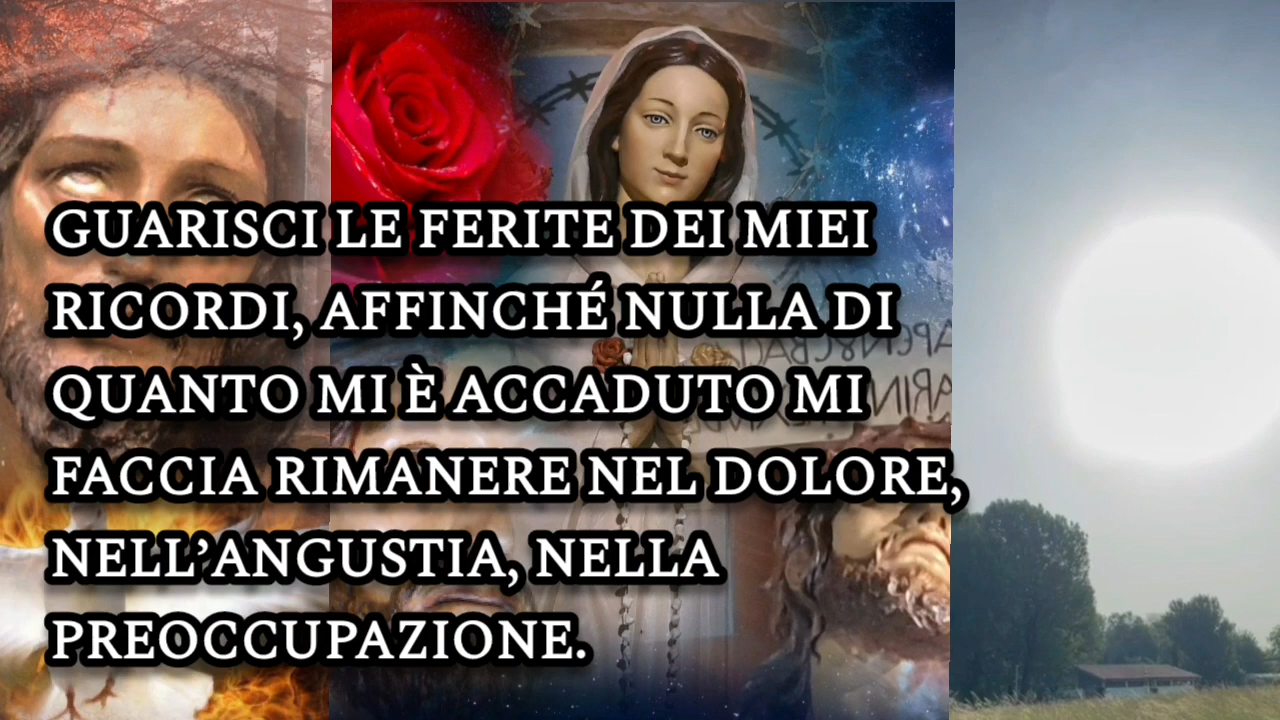 GUARISCI LE FERITE DEI MIEI
RICORDI, AFFINCHÉ NULLA DI
QUANTO MI È ACCADUTO MI
FACCIA RIMANERE NEL DOLORE,
NELL’ANGUSTIA, NELLA
PREOCCUPAZIONE.